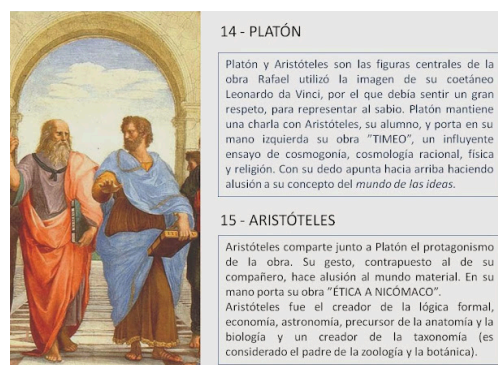 14 - PLATÓN
Platón y Aristóteles son las figuras centrales de la
obra Rafael utilizó la imagen de su coetáneo
Leonardo da Vinci, por el que debía sentir un gran
respeto, para representar al sabio. Platón mantiene
una charla con Aristóteles, su alumno, y porta en su
mano izquierda su obra "TIMEO", un influyente
ensayo de cosmogonía, cosmología racional, física
y religión. Con su dedo apunta hacia arriba haciendo
alusión a su concepto del mundo de las ideas.
15 - ARISTÓTELES
Aristóteles comparte junto a Platón el protagonismo
de la obra. Su gesto, contrapuesto al de su
compañero, hace alusión al mundo material. En su
mano porta su obra "ÉTICA A NICÓMACO".
Aristóteles fue el creador de la lógica formal,
economía, astronomía, precursor de la anatomía y la
biología y un creador de la taxonomía (es
considerado el padre de la zoología y la botánica).